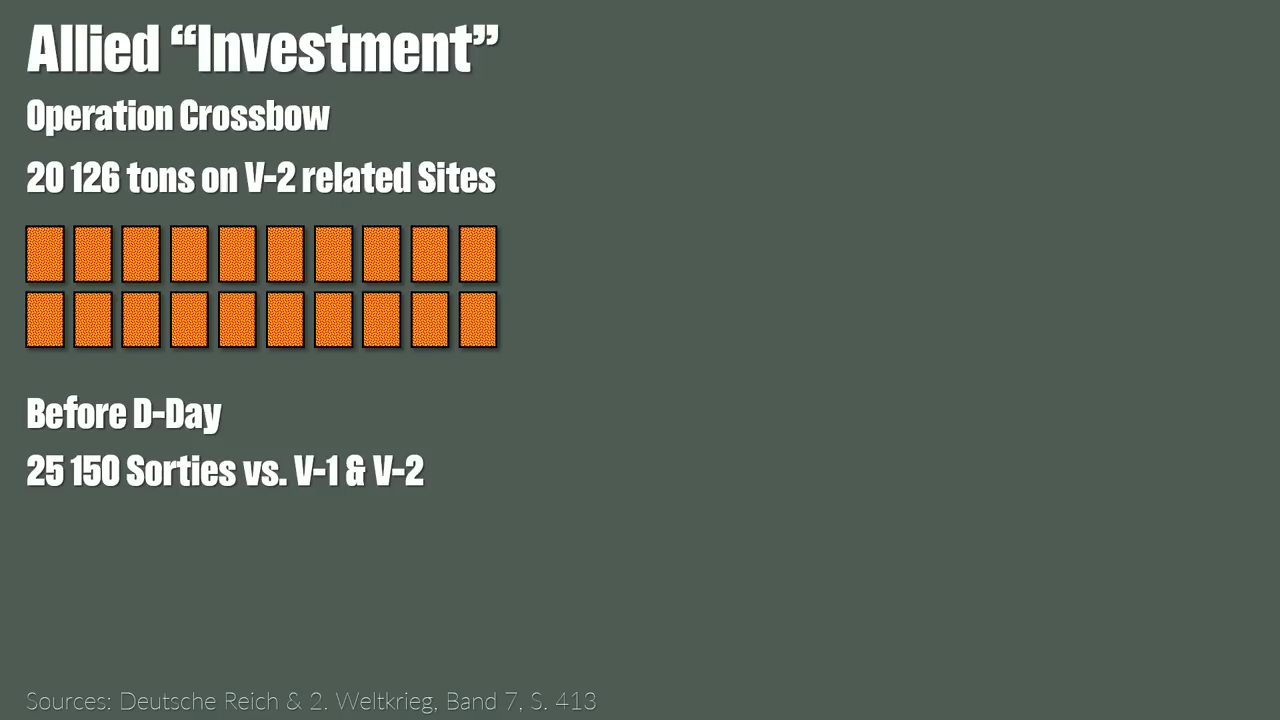 Allied “Investment”
Operation Crossbow
20 126 tons on V-2 related Sites
Before D-Day
25 150 Sorties vs. V-1 & V-2
Sources: Deutsche Reich & 2. Weltkrieg, Band 7, S. 413